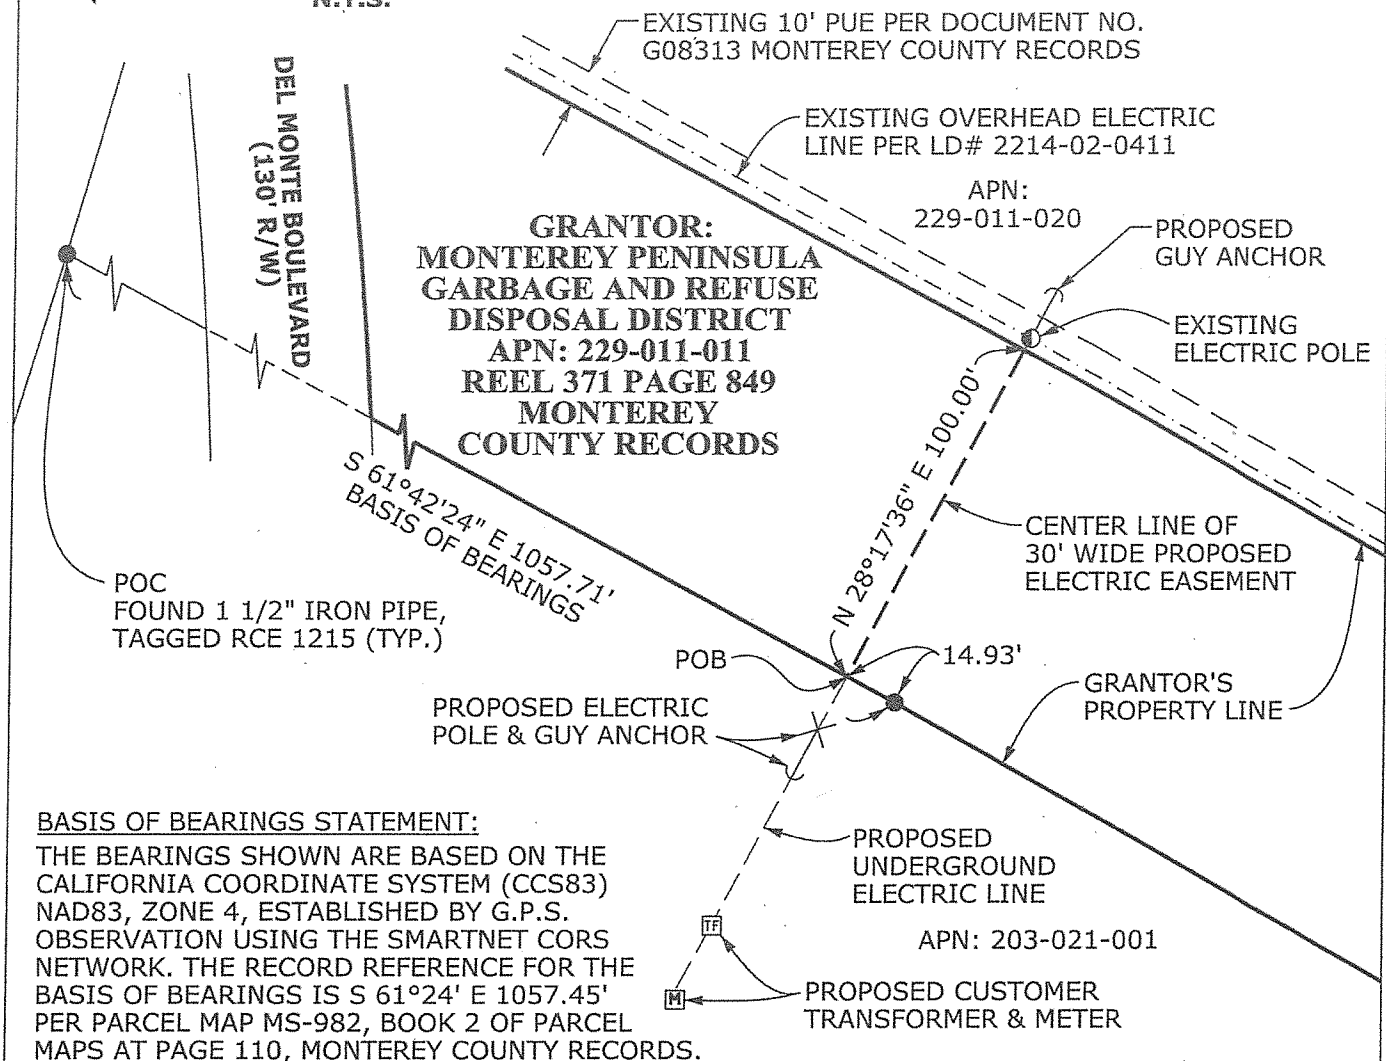 N.T.S.
EXISTING 10' PUE PER DOCUMENT NO.
G08313 MONTEREY COUNTY RECORDS
DEL MONTE BOULEVARD
(130' R/W)
EXISTING OVERHEAD ELECTRIC
LINE PER LD# 2214-02-0411
APN:
229-011-020
PROPOSED
GUY ANCHOR
GRANTOR:
MONTEREY PENINSULA
GARBAGE AND REFUSE
DISPOSAL DISTRICT
APN: 229-011-011
REEL 371 PAGE 849
MONTEREY
COUNTY RECORDS
EXISTING
ELECTRIC POLE
N 28°17'36" E 100.00'
S 61°42'24" E 1057.71'
BASIS OF BEARINGS
CENTER LINE OF
30' WIDE PROPOSED
ELECTRIC EASEMENT
POC
FOUND 1 1/2" IRON PIPE,
TAGGED RCE 1215 (TYP.)
POB
14.93'
GRANTOR'S
PROPERTY LINE
PROPOSED ELECTRIC
POLE & GUY ANCHOR
BASIS OF BEARINGS STATEMENT:
THE BEARINGS SHOWN ARE BASED ON THE
CALIFORNIA COORDINATE SYSTEM (CCS83)
NAD83, ZONE 4, ESTABLISHED BY G.P.S.
OBSERVATION USING THE SMARTNET CORS
NETWORK. THE RECORD REFERENCE FOR THE
BASIS OF BEARINGS IS S 61°24' E 1057.45'
PER PARCEL MAP MS-982, BOOK 2 OF PARCEL
MAPS AT PAGE 110, MONTEREY COUNTY RECORDS.
PROPOSED
UNDERGROUND
ELECTRIC LINE
TF
APN: 203-021-001
M
PROPOSED CUSTOMER
TRANSFORMER & METER